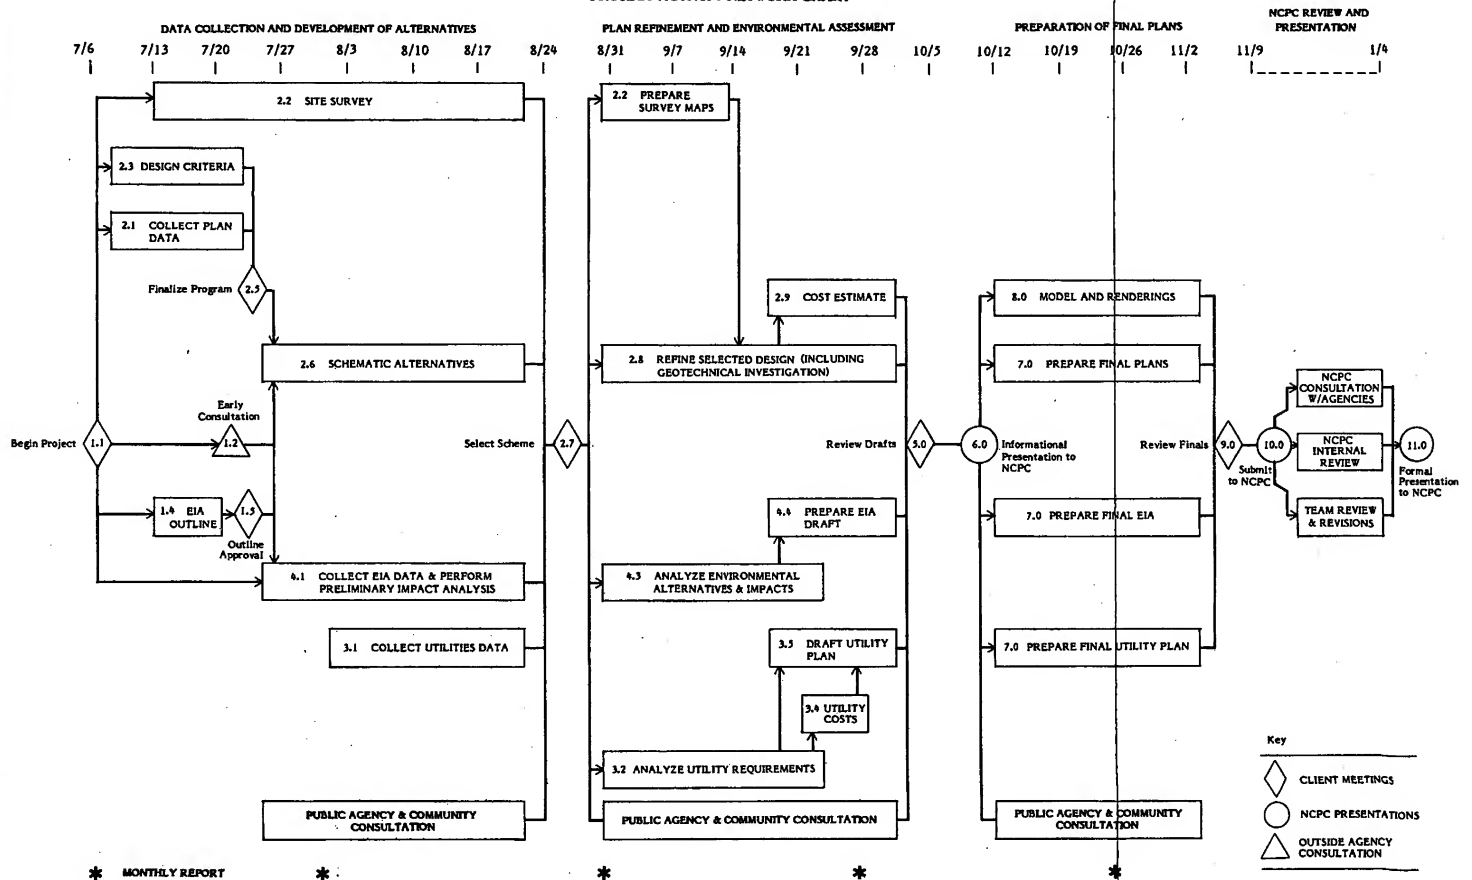 DATA COLLECTION AND DEVELOPMENT OF ALTERNATIVES
PLAN REFINEMENT AND ENVIRONMENTAL ASSESSMENT
PREPARATION OF FINAL PLANS
NCPC REVIEW AND
PRESENTATION
7/6 7/13 7/20 7/27 8/3 8/10 8/17 8/24 8/31 9/7 9/14 9/21 9/28 10/5 10/12 10/19 10/26 11/2 11/9 1/4
2.2 SITE SURVEY
2.3 DESIGN CRITERIA
2.1 COLLECT PLAN
DATA
Finalize Program
2.5
2.6 SCHEMATIC ALTERNATIVES
Early
Consultation
Begin Project
1.1
1.2
1.4 EIA
OUTLINE
1.5
Outline
Approval
4.1 COLLECT EIA DATA & PERFORM
PRELIMINARY IMPACT ANALYSIS
3.1 COLLECT UTILITIES DATA
PUBLIC AGENCY & COMMUNITY
CONSULTATION
Select Scheme
2.7
2.2 PREPARE
SURVEY MAPS
2.9 COST ESTIMATE
2.8 REFINE SELECTED DESIGN (INCLUDING
GEOTECHNICAL INVESTIGATION)
4.4 PREPARE EIA
DRAFT
4.3 ANALYZE ENVIRONMENTAL
ALTERNATIVES & IMPACTS
3.5 DRAFT UTILITY
PLAN
3.4 UTILITY
COSTS
3.2 ANALYZE UTILITY REQUIREMENTS
PUBLIC AGENCY & COMMUNITY CONSULTATION
Review Drafts
5.0
6.0
Informational
Presentation to
NCPC
8.0 MODEL AND RENDERINGS
7.0 PREPARE FINAL PLANS
7.0 PREPARE FINAL EIA
7.0 PREPARE FINAL UTILITY PLAN
PUBLIC AGENCY & COMMUNITY
CONSULTATION
Review Finals
9.0
10.0
Submit
to NCPC
NCPC
CONSULTATION
W/AGENCIES
NCPC
INTERNAL
REVIEW
TEAM REVIEW
& REVISIONS
11.0
Formal
Presentation
to NCPC
Key
CLIENT MEETINGS
NCPC PRESENTATIONS
OUTSIDE AGENCY
CONSULTATION
* MONTHLY REPORT * * * *